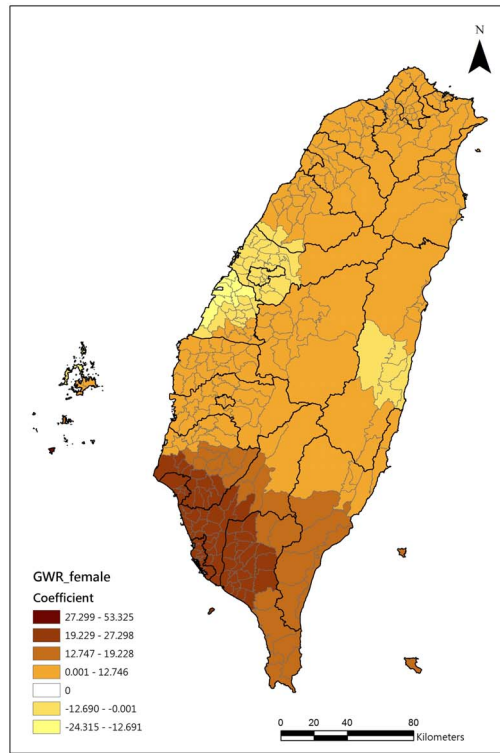 N
GWR_female
Coefficient
27.299 - 53.325
19.229 - 27.298
12.747 - 19.228
0.001 - 12.746
0
-12.690 - -0.001
-24.315 - -12.691
0 20 40 80
Kilometers